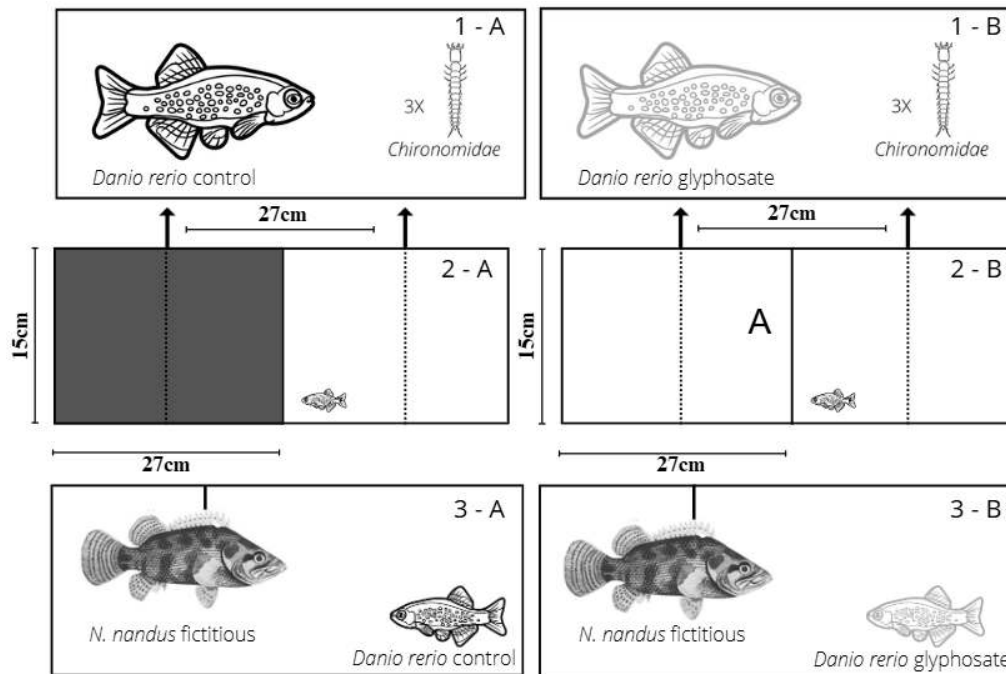 1 - A
3X
Chironomidae
Danio rerio control
1 - B
3X
Chironomidae
Danio rerio glyphosate
27cm
27cm
15cm
2 - A
15cm
A
2 - B
27cm
27cm
3 - A
N. nandus fictitious
Danio rerio control
3 - B
N. nandus fictitious
Danio rerio glyphosate